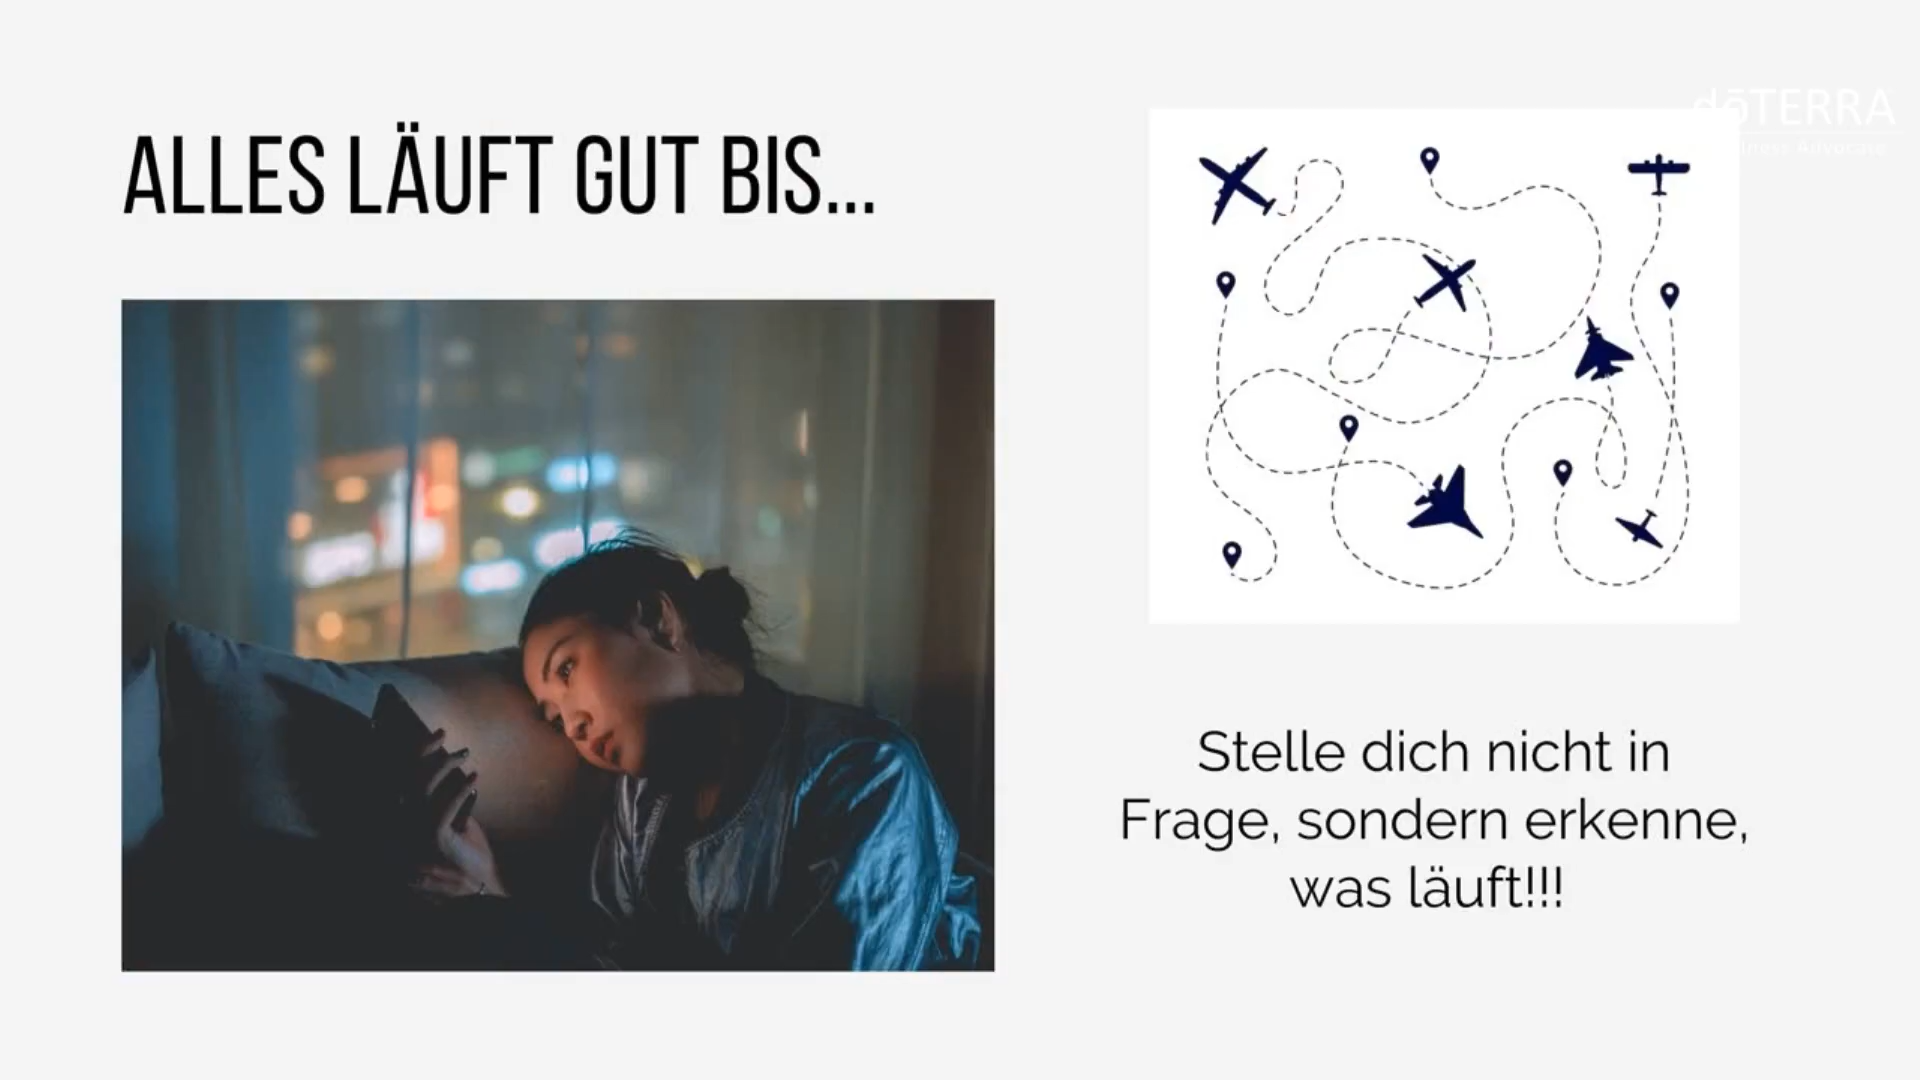 ALLES LÄUFT GUT BIS...
dōTERRA
Stelle dich nicht in
Frage, sondern erkenne,
was läuft!!!